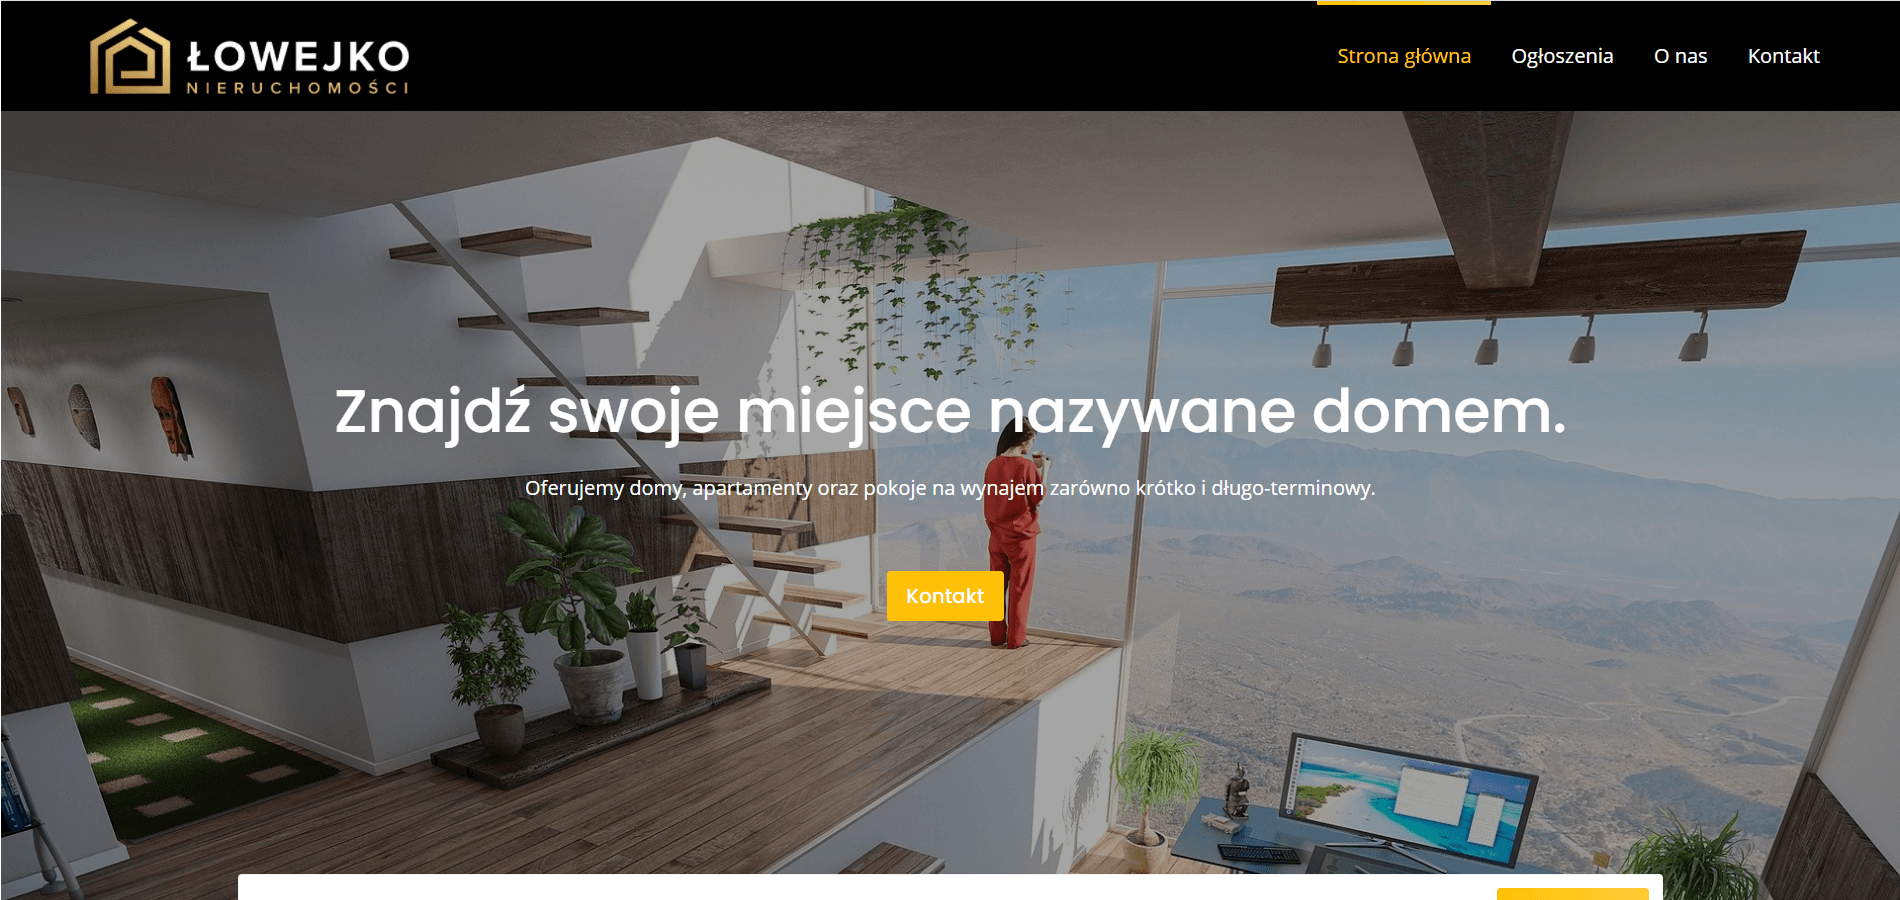 ŁOWEJKO
NIERUCHOMOŚCI
Strona główna
Ogłoszenia
O nas
Kontakt
Znajdź swoje miejsce nazywane domem.
Oferujemy domy, apartamenty oraz pokoje na wynajem zarówno krótko i długo-terminowy.
Kontakt